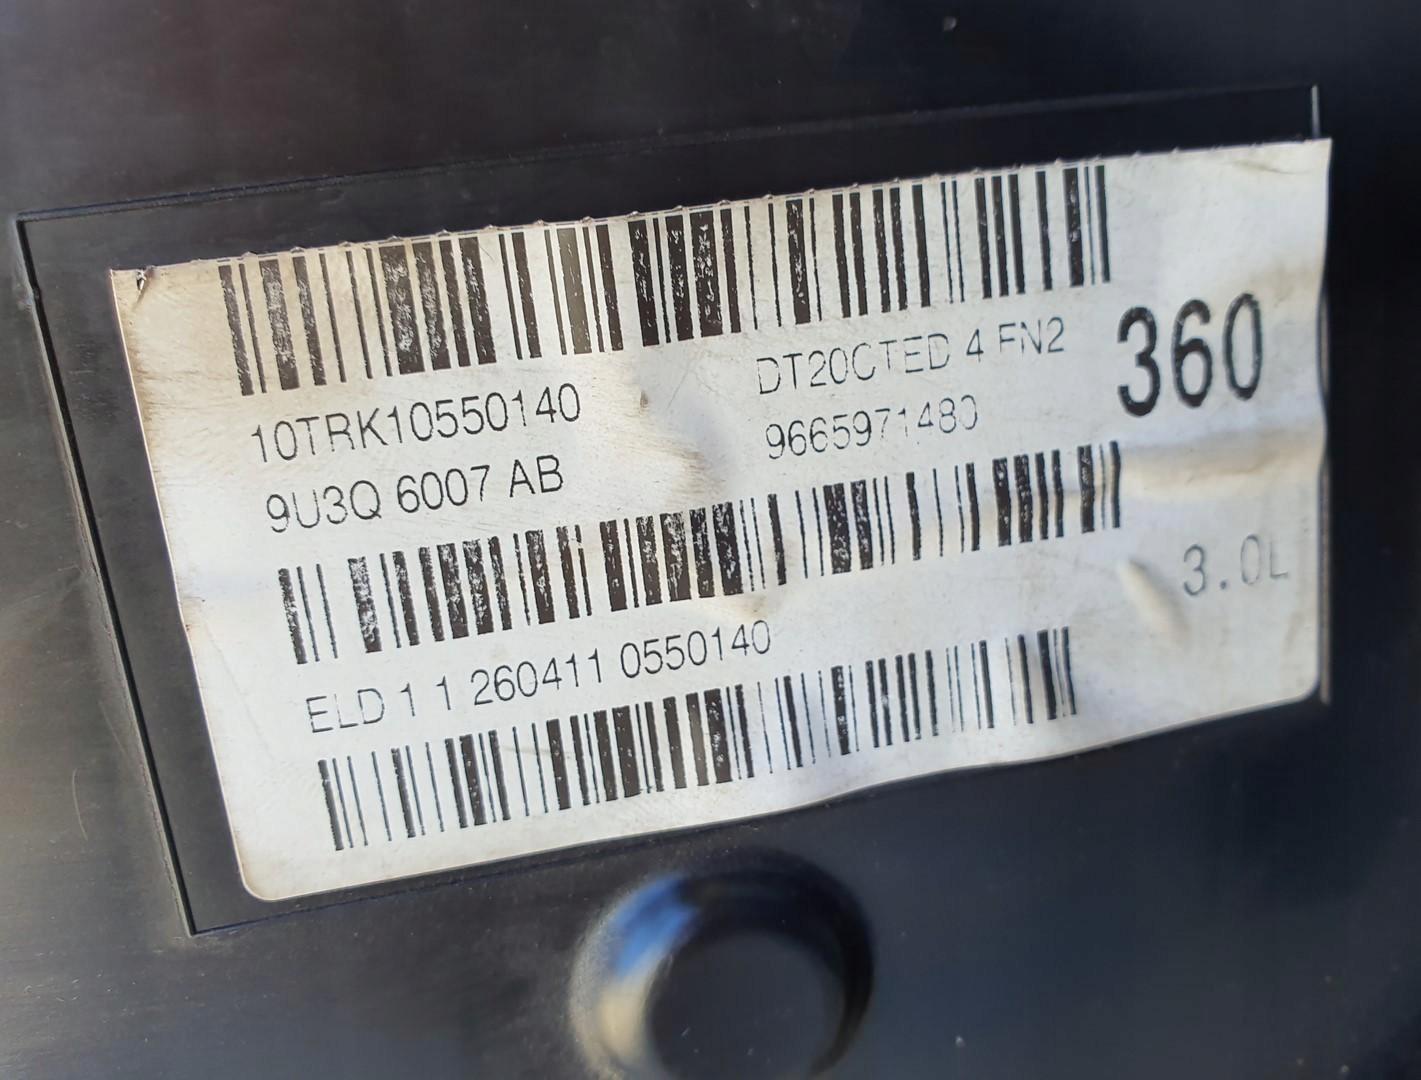 10TRK10550140
DT20CTED 4 FN2
360
9U3Q 6007 AB
9665971480
3.0L
ELD 1 1 260411 0550140